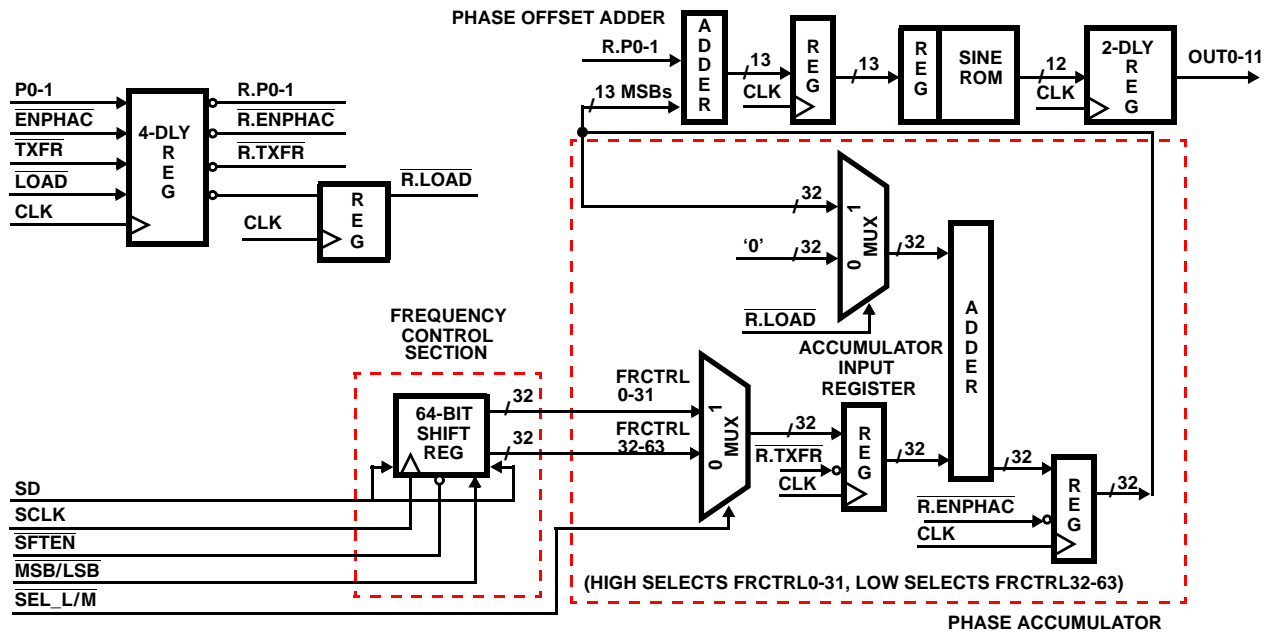 PHASE OFFSET ADDER
R.P0-1
13 MSBs
ADDER
13
CLK
REG
13
REG
SINE
ROM
12
CLK
2-DLY
REG
OUT0-11
P0-1
ENPHAC
TXFR
LOAD
CLK
4-DLY
REG
R.P0-1
R.ENPHAC
R.TXFR
CLK
REG
R.LOAD
32
'0'
32
1
MUX
0
32
R.LOAD
ADDER
FREQUENCY
CONTROL
SECTION
64-BIT
SHIFT
REG
32
32
FRCTRL
0-31
FRCTRL
32-63
1
MUX
0
32
ACCUMULATOR
INPUT
REGISTER
R.TXFR
CLK
REG
32
32
R.ENPHAC
CLK
REG
32
SD
SCLK
SFTEN
MSB/LSB
SEL_L/M
(HIGH SELECTS FRCTRL0-31, LOW SELECTS FRCTRL32-63)
PHASE ACCUMULATOR